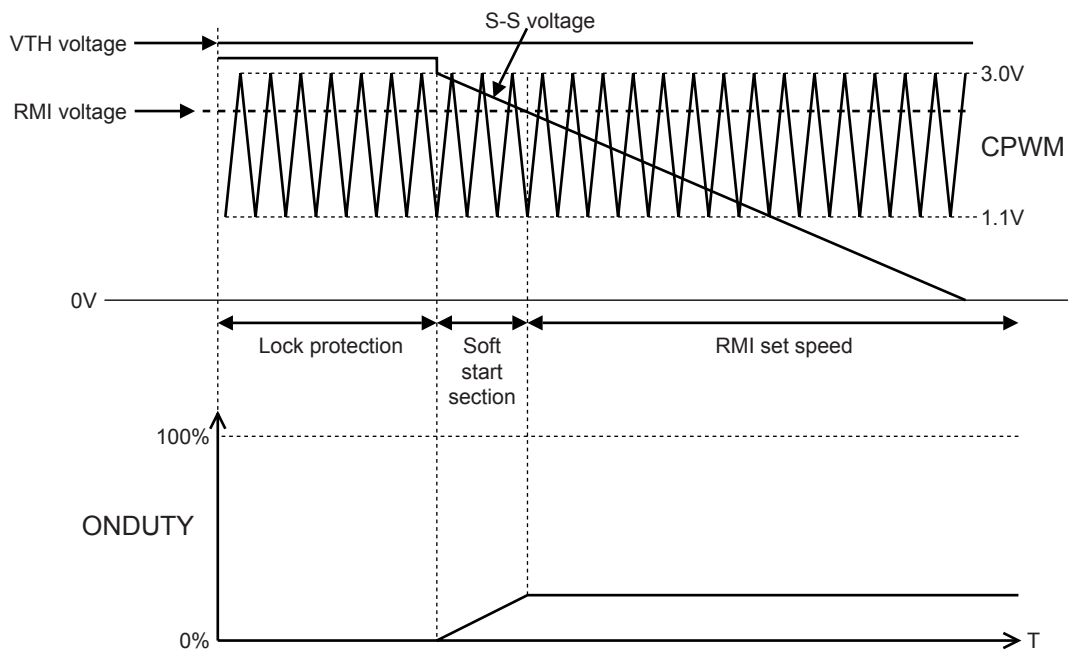 S-S voltage
VTH voltage
3.0V
RMI voltage
CPWM
1.1V
0V
Lock protection
Soft
start
section
RMI set speed
100%
ONDUTY
0%
T